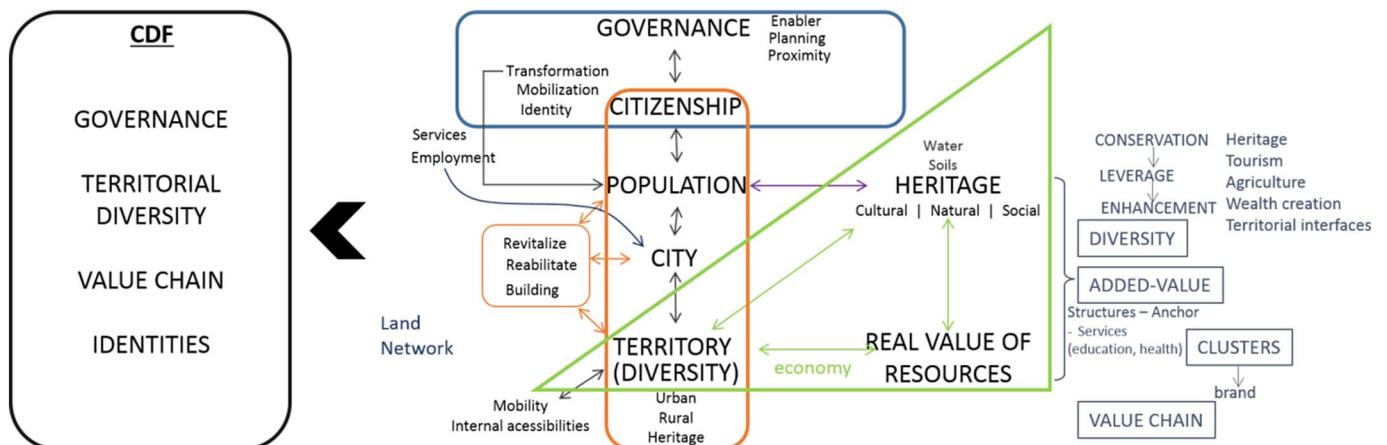 CDF
GOVERNANCE
TERRITORIAL
DIVERSITY
VALUE CHAIN
IDENTITIES
GOVERNANCE
Enabler
Planning
Proximity
Transformation
Mobilization
Identity
CITIZENSHIP
Services
Employment
POPULATION
Water
Soils
HERITAGE
Cultural | Natural | Social
Revitalize
Reabilitate
Building
CITY
Land
Network
TERRITORY
(DIVERSITY)
economy
REAL VALUE OF
RESOURCES
Mobility
Internal acessibilities
Urban
Rural
Heritage
CONSERVATION
LEVERAGE
ENHANCEMENT
Heritage
Tourism
Agriculture
Wealth creation
Territorial interfaces
DIVERSITY
ADDED-VALUE
Structures – Anchor
- Services
(education, health)
CLUSTERS
brand
VALUE CHAIN